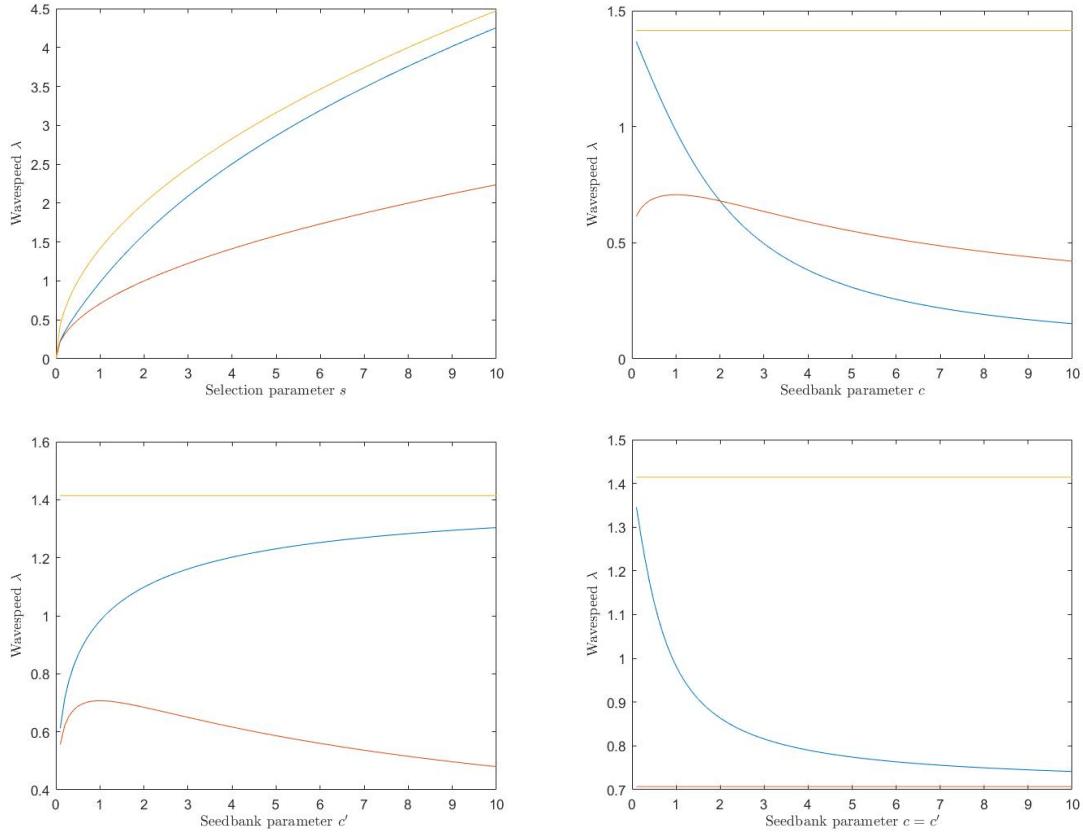 4.5
4
3.5
3
2.5
2
1.5
1
0.5
0
Wavespeed λ
0 1 2 3 4 5 6 7 8 9 10
Selection parameter s
1.5
1
0.5
0
Wavespeed λ
0 1 2 3 4 5 6 7 8 9 10
Seedbank parameter c
1.6
1.4
1.2
1
0.8
0.6
0.4
Wavespeed λ
0 1 2 3 4 5 6 7 8 9 10
Seedbank parameter c′
1.5
1.4
1.3
1.2
1.1
1
0.9
0.8
0.7
Wavespeed λ
0 1 2 3 4 5 6 7 8 9 10
Seedbank parameter c = c′